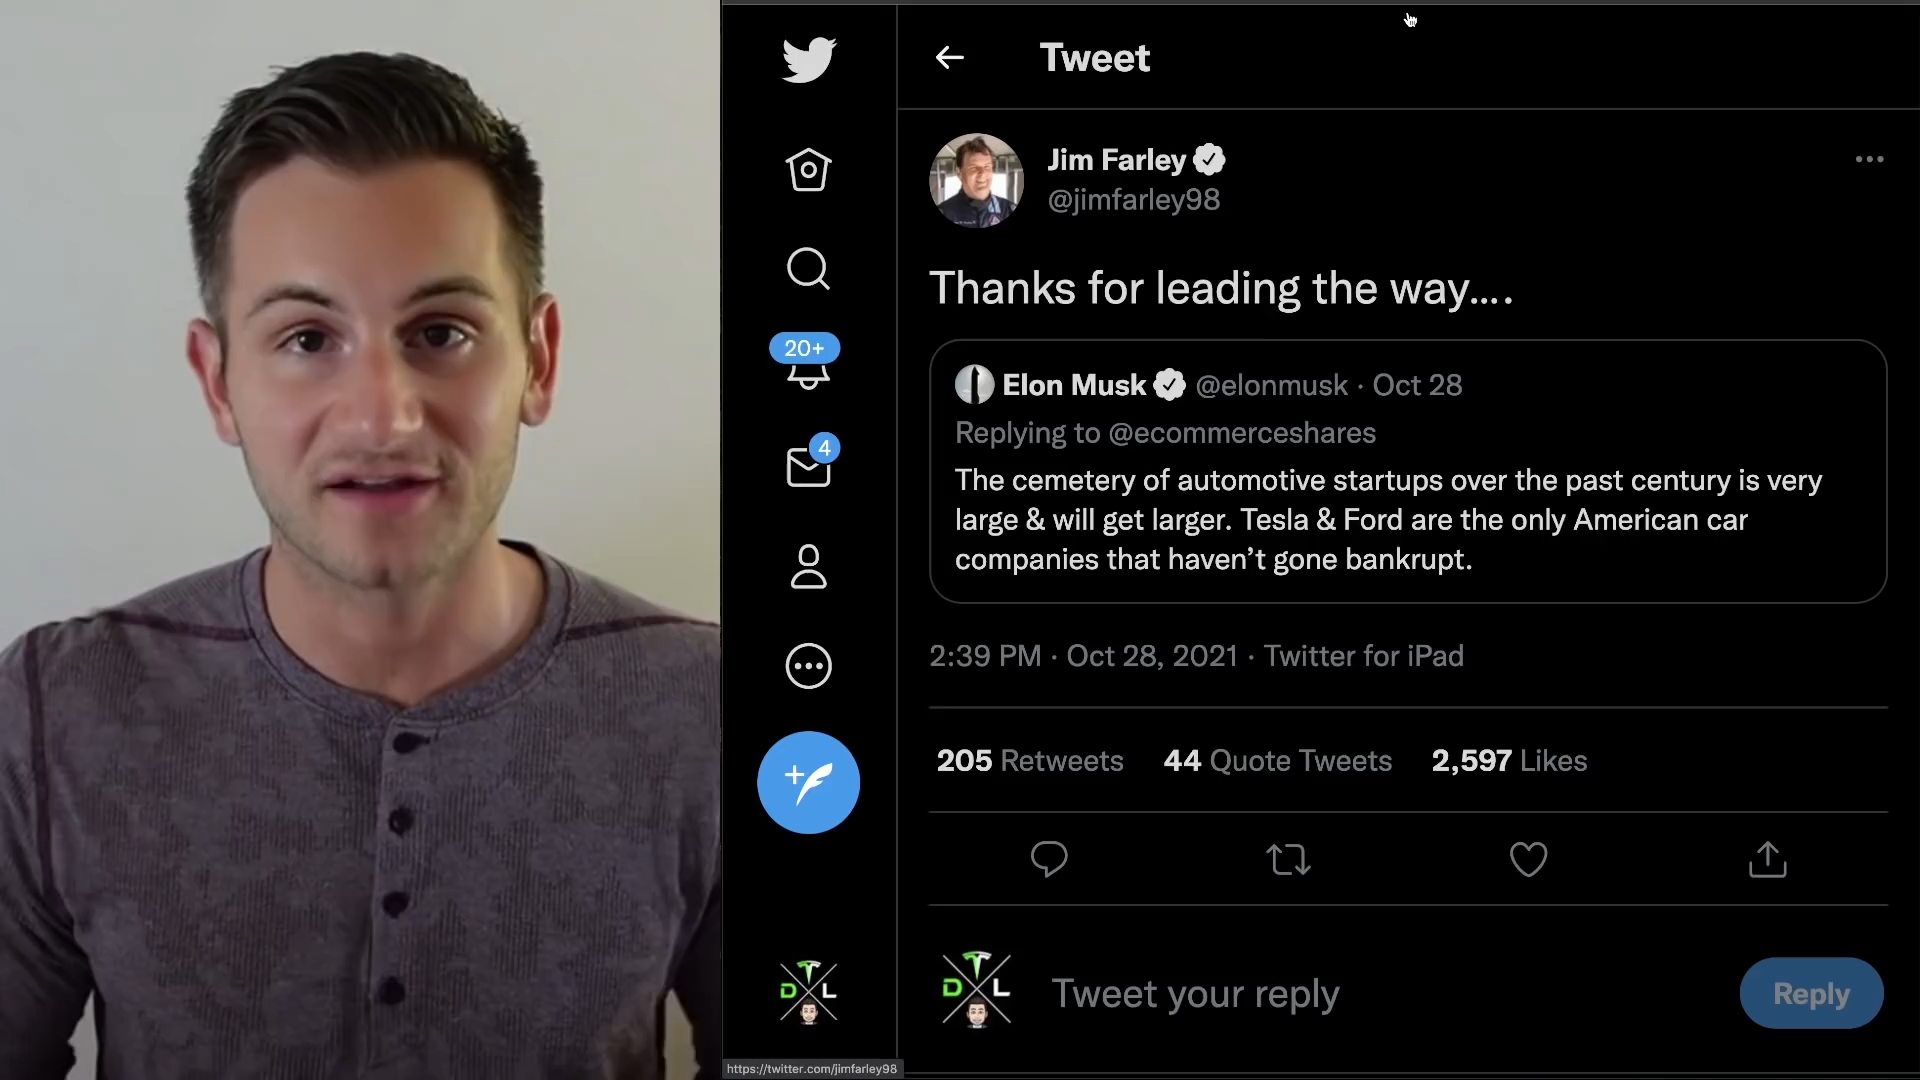 Tweet
Jim Farley
@jimfarley98
Thanks for leading the way....
Elon Musk @elonmusk · Oct 28
Replying to @ecommerceshares
The cemetery of automotive startups over the past century is very
large & will get larger. Tesla & Ford are the only American car
companies that haven’t gone bankrupt.
2:39 PM · Oct 28, 2021 · Twitter for iPad
205 Retweets 44 Quote Tweets 2,597 Likes
Tweet your reply
Reply
20+
4
D L
D L
https://twitter.com/jimfarley98